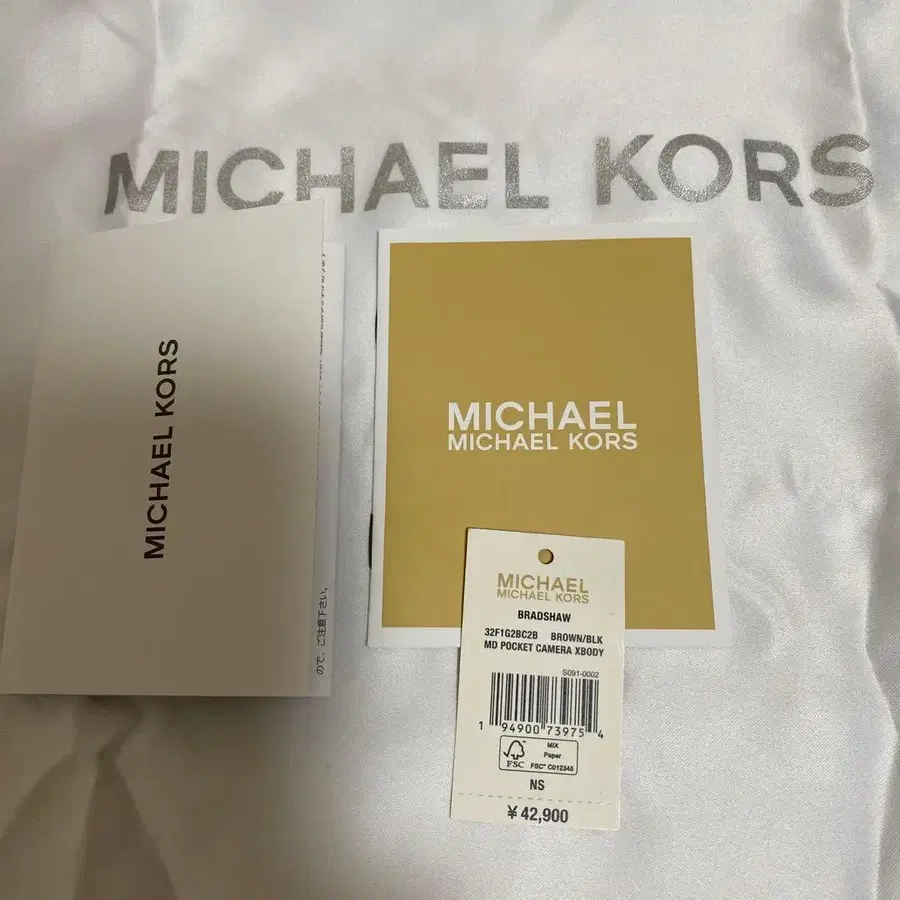 MICHAEL KORS
MICHAEL KORS
ので、ご注意下さい。
MICHAEL
MICHAEL KORS
MICHAEL
MICHAEL KORS
BRADSHAW
32F1G2BC2B BROWN/BLK
MD POCKET CAMERA XBODY
S091-0002
1 94900 73975 4
FSC™
MIX
Paper
FSC® C012345
NS
¥42,900